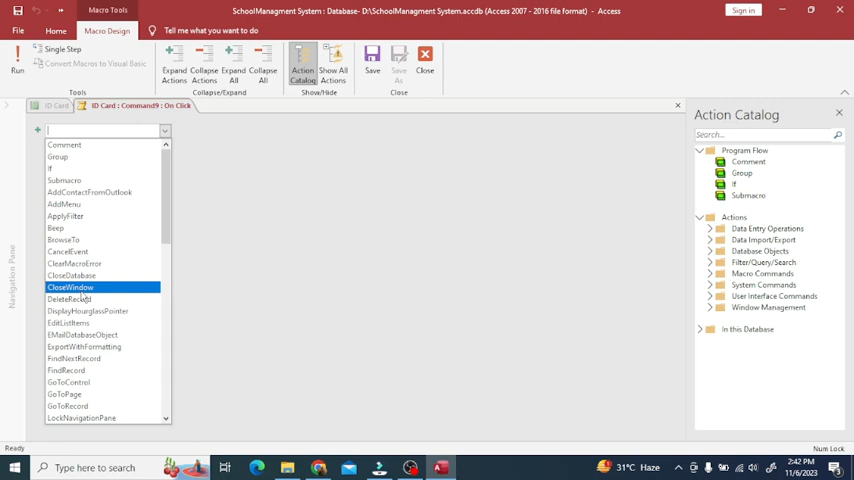 Macro Tools
SchoolManagment System : Database- D:\SchoolManagment System.accdb (Access 2007 - 2016 file format) - Access
Sign in
File
Home
Macro Design
Tell me what you want to do
Run
Single Step
Convert Macros to Visual Basic
Expand Actions
Collapse Actions
Expand All
Collapse All
Action Catalog
Show All Actions
Save
Save As
Close
Tools
Collapse/Expand
Show/Hide
Close
ID Card
ID Card : Command9 : On Click
Navigation Pane
Comment
Group
If
Submacro
AddContactFromOutlook
AddMenu
ApplyFilter
Beep
BrowseTo
CancelEvent
ClearMacroError
CloseDatabase
CloseWindow
DeleteRecord
DisplayHourglassPointer
EditListItems
EMailDatabaseObject
ExportWithFormatting
FindNextRecord
FindRecord
GoToControl
GoToPage
GoToRecord
LockNavigationPane
Action Catalog
Search...
Program Flow
Comment
Group
If
Submacro
Actions
Data Entry Operations
Data Import/Export
Database Objects
Filter/Query/Search
Macro Commands
System Commands
User Interface Commands
Window Management
In this Database
Ready
Num Lock
Type here to search
31°C Haze
2:42 PM
11/6/2023
3